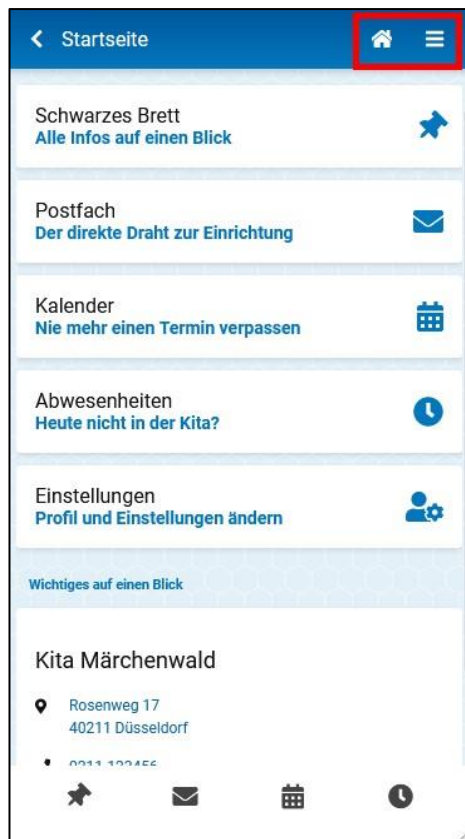 Startseite
Schwarzes Brett
Alle Infos auf einen Blick
Postfach
Der direkte Draht zur Einrichtung
Kalender
Nie mehr einen Termin verpassen
Abwesenheiten
Heute nicht in der Kita?
Einstellungen
Profil und Einstellungen ändern
Wichtiges auf einen Blick
Kita Märchenwald
Rosenweg 17
40211 Düsseldorf